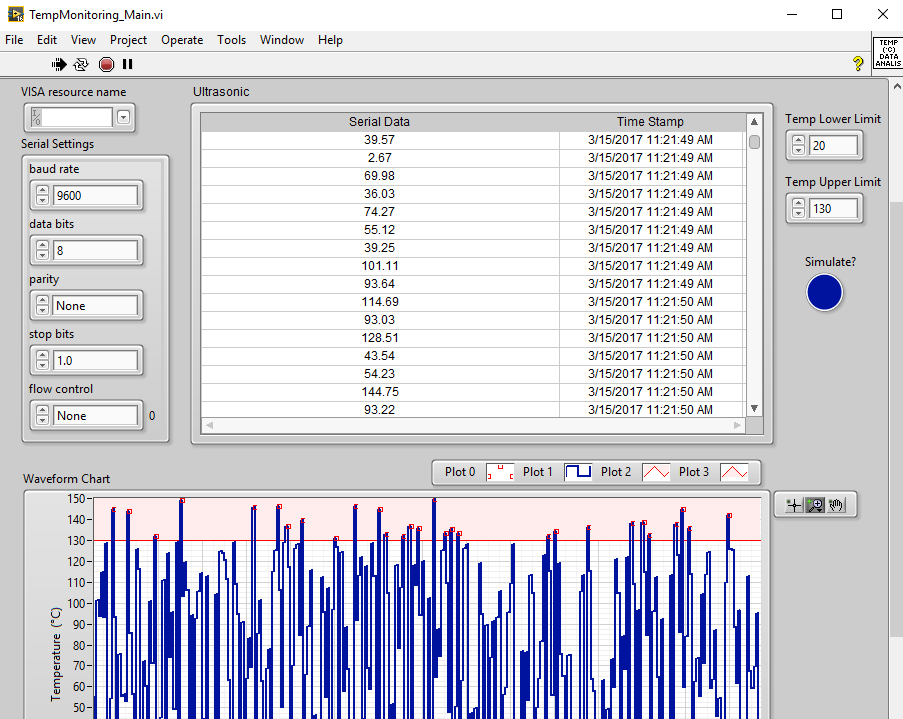 TempMonitoring_Main.vi
File Edit View Project Operate Tools Window Help
TEMP
(°C)
DATA
ANALIS
VISA resource name
I/O
Serial Settings
baud rate
9600
data bits
8
parity
None
stop bits
1.0
flow control
None
0
Ultrasonic
Serial Data Time Stamp
39.57 3/15/2017 11:21:49 AM
2.67 3/15/2017 11:21:49 AM
69.98 3/15/2017 11:21:49 AM
36.03 3/15/2017 11:21:49 AM
74.27 3/15/2017 11:21:49 AM
55.12 3/15/2017 11:21:49 AM
39.25 3/15/2017 11:21:49 AM
101.11 3/15/2017 11:21:49 AM
93.64 3/15/2017 11:21:49 AM
114.69 3/15/2017 11:21:50 AM
93.03 3/15/2017 11:21:50 AM
128.51 3/15/2017 11:21:50 AM
43.54 3/15/2017 11:21:50 AM
54.23 3/15/2017 11:21:50 AM
144.75 3/15/2017 11:21:50 AM
93.22 3/15/2017 11:21:50 AM
Temp Lower Limit
20
Temp Upper Limit
130
Simulate?
Plot 0 Plot 1 Plot 2 Plot 3
Waveform Chart
150
140
130
120
110
100
90
80
70
60
50
Temperature (°C)